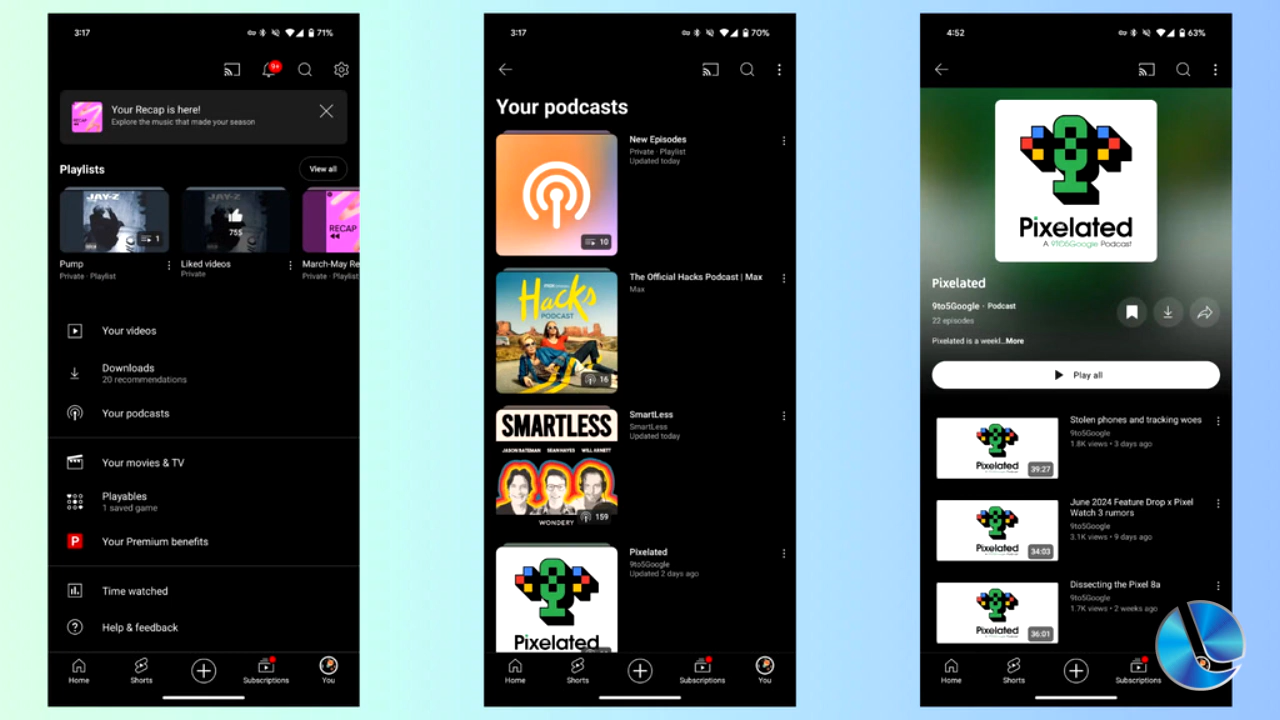 3:17
71%
9+
Your Recap is here!
Explore the music that made your season
RECAP
Playlists
View all
JAY-Z
1
JAY-Z
755
RECAP
Pump
Private · Playlist
Liked videos
Private
March-May Re
Private · Playlist
Your videos
Downloads
20 recommendations
Your podcasts
Your movies & TV
Playables
1 saved game
P
Your Premium benefits
Time watched
Help & feedback
Home
Shorts
Subscriptions
You
3:17
70%
Your podcasts
10
New Episodes
Private · Playlist
Updated today
Hacks
PODCAST
16
The Official Hacks Podcast | Max
Max
SMARTLESS
JASON BATEMAN SEAN HAYES WILL ARNETT
WONDERY
159
SmartLess
SmartLess
Updated today
Pixelated
Pixelated
9to5Google
Updated 2 days ago
Home
Shorts
Subscriptions
You
4:52
63%
Pixelated
A 9TO5Google Podcast
Pixelated
9to5Google · Podcast
22 episodes
Pixelated is a weekl...More
Play all
Pixelated
39:27
Stolen phones and tracking woes
9to5Google
1.8K views • 3 days ago
Pixelated
34:03
June 2024 Feature Drop x Pixel
Watch 3 rumors
9to5Google
3.1K views • 9 days ago
Pixelated
36:01
Dissecting the Pixel 8a
9to5Google
1.7K views • 2 weeks ago
Home
Shorts
Subscriptions